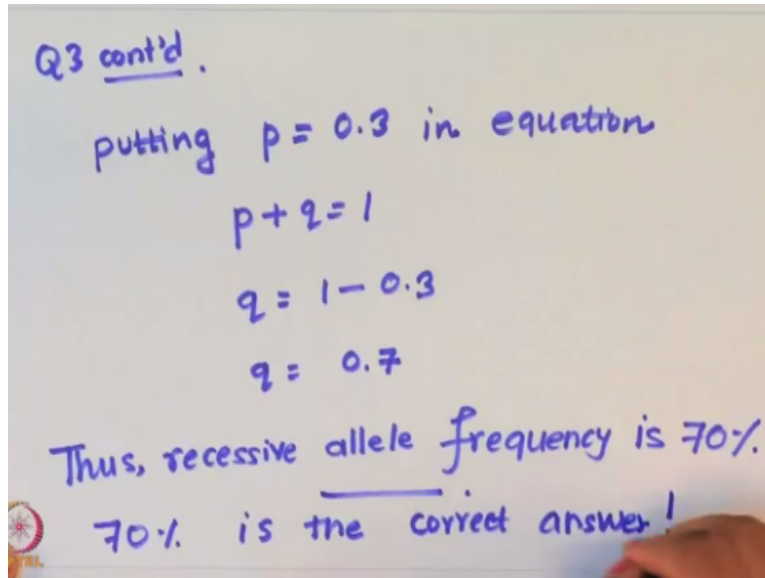 Q3 cont'd.
putting p = 0.3 in equation
p + q = 1
q = 1 - 0.3
q = 0.7
Thus, recessive allele frequency is 70%.
70% is the correct answer!